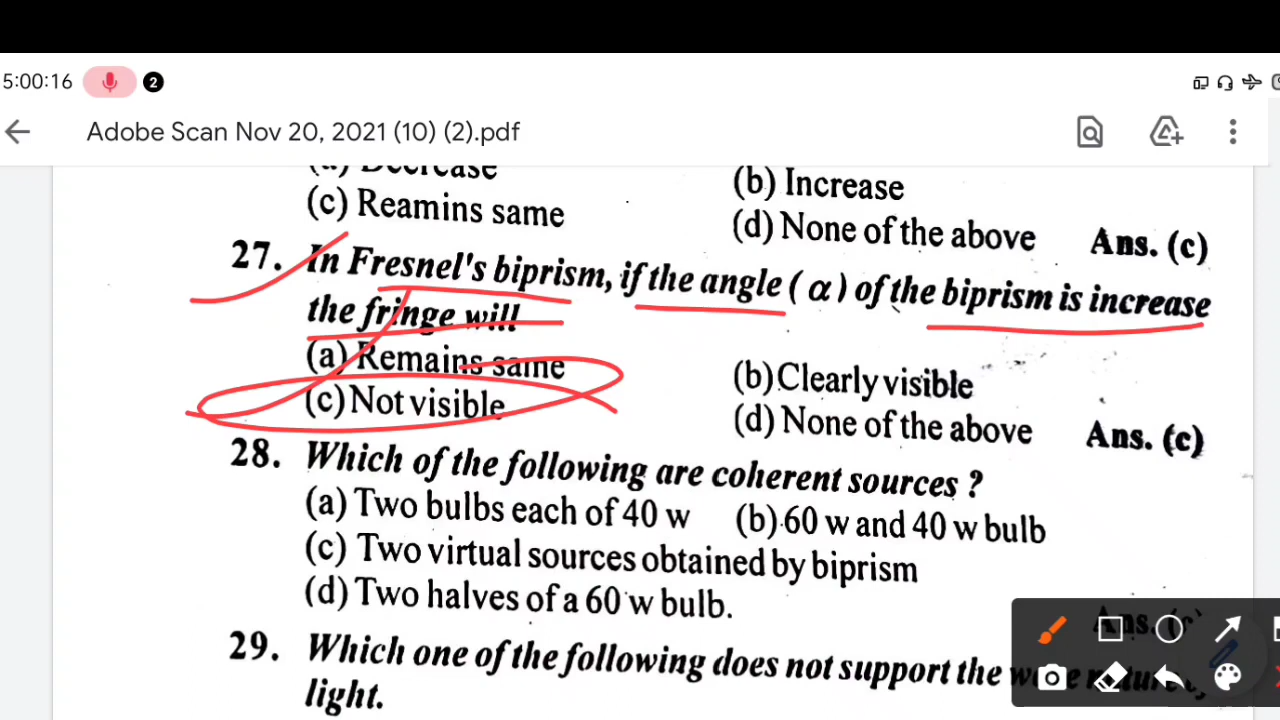 5:00:16 2
Adobe Scan Nov 20, 2021 (10) (2).pdf
(a) Decrease (b) Increase
(c) Reamins same (d) None of the above Ans. (c)
27. In Fresnel's biprism, if the angle ( α ) of the biprism is increase
the fringe will
(a) Remains same (b) Clearly visible
(c) Not visible (d) None of the above Ans. (c)
28. Which of the following are coherent sources ?
(a) Two bulbs each of 40 w (b) 60 w and 40 w bulb
(c) Two virtual sources obtained by biprism
(d) Two halves of a 60 w bulb.
29. Which one of the following does not support the
light.